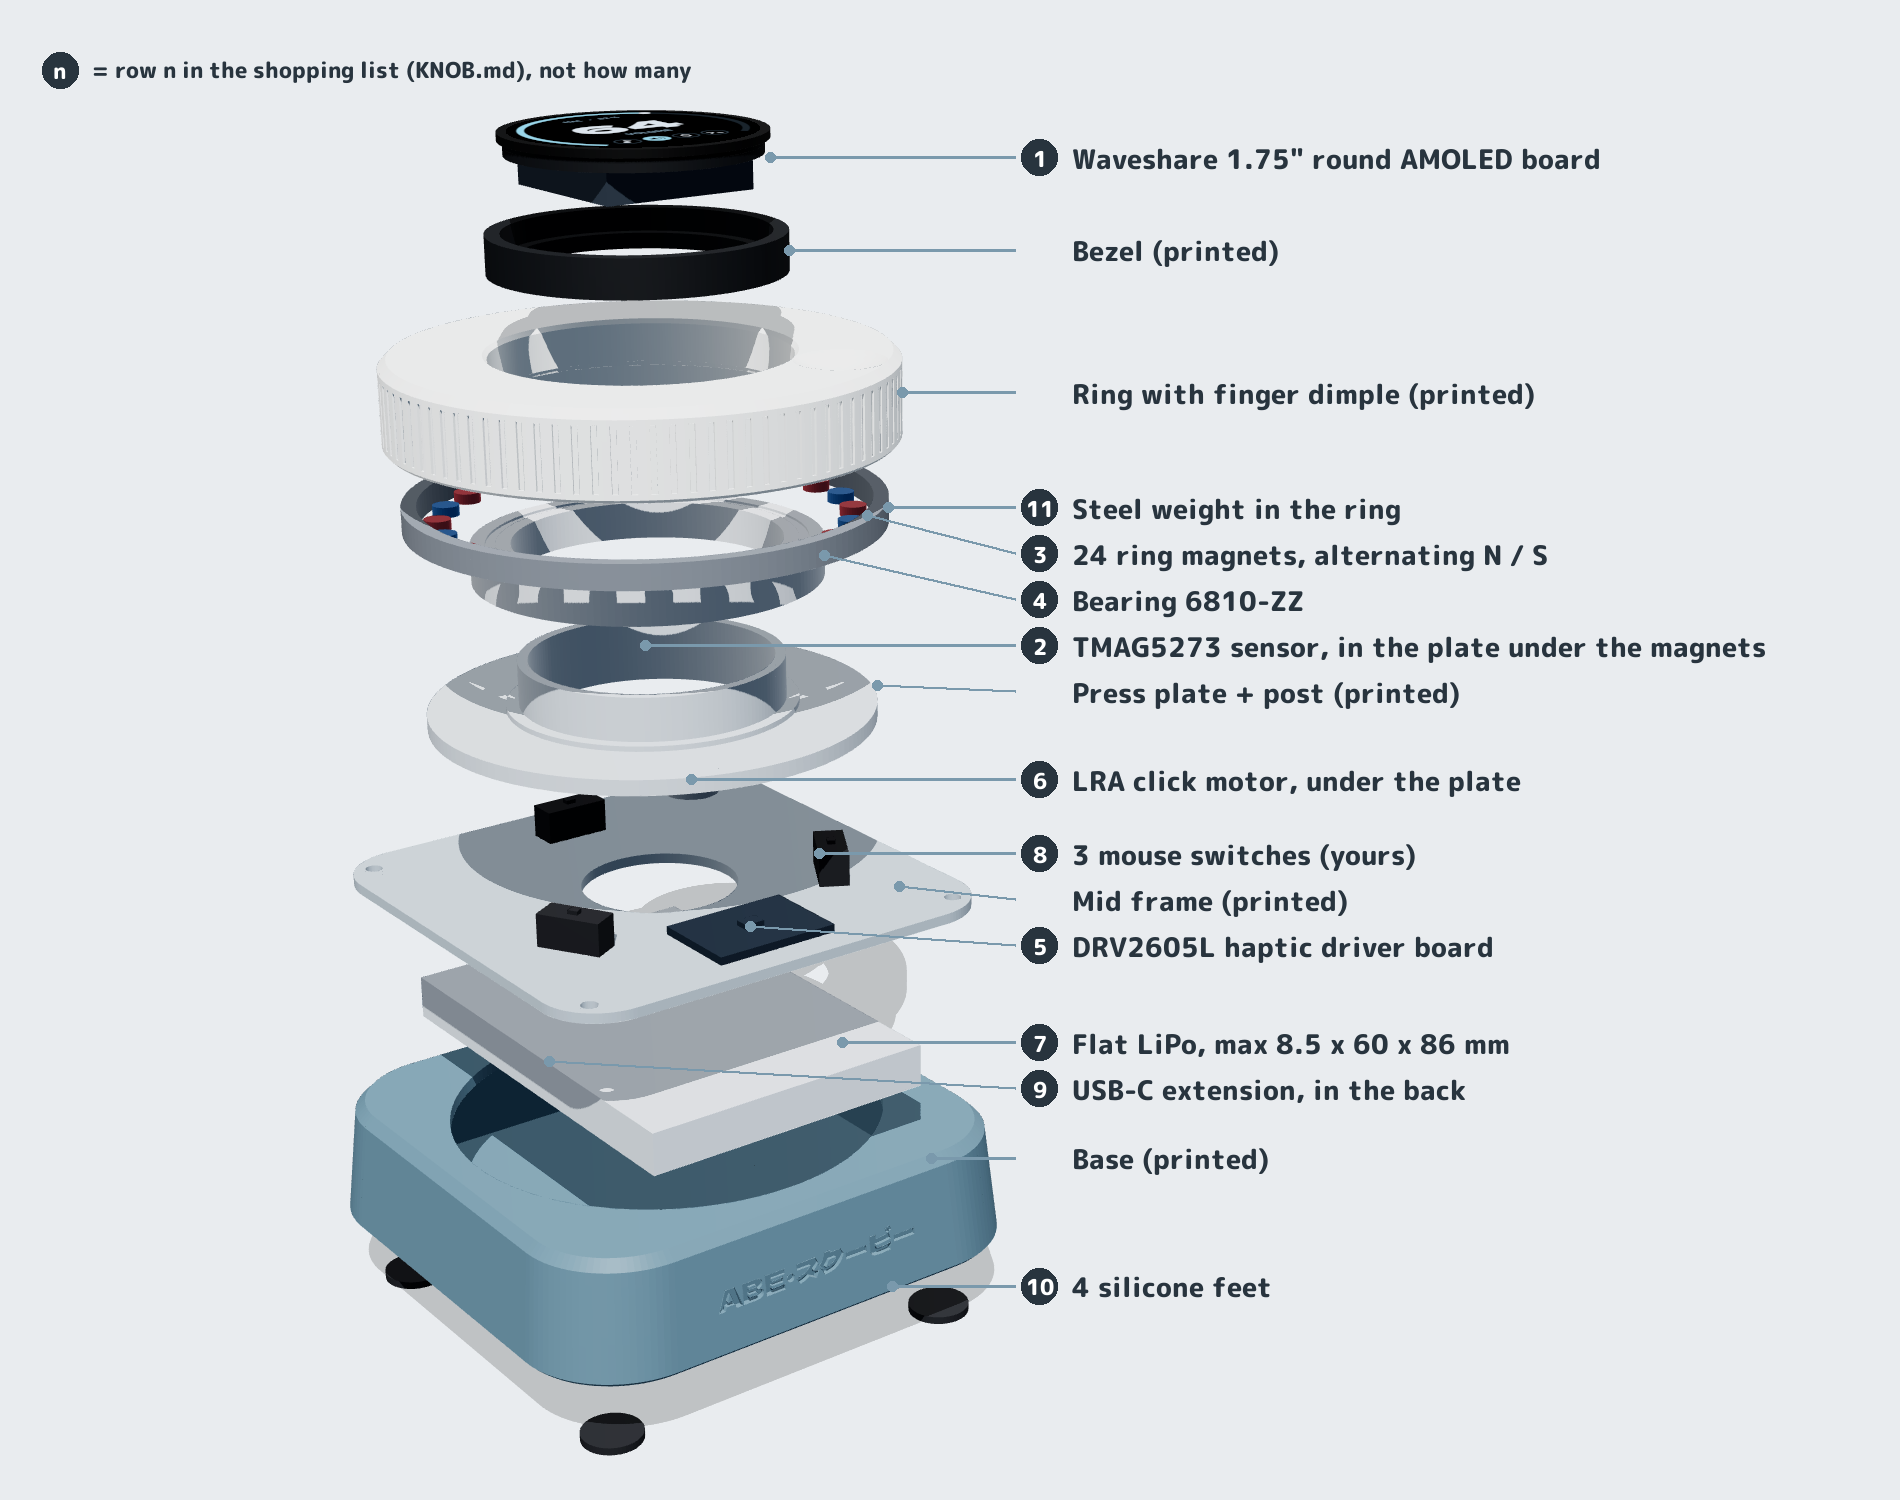 n = row n in the shopping list (KNOB.md), not how many
64
1 Waveshare 1.75" round AMOLED board
Bezel (printed)
Ring with finger dimple (printed)
11 Steel weight in the ring
3 24 ring magnets, alternating N / S
4 Bearing 6810-ZZ
2 TMAG5273 sensor, in the plate under the magnets
Press plate + post (printed)
6 LRA click motor, under the plate
8 3 mouse switches (yours)
Mid frame (printed)
5 DRV2605L haptic driver board
7 Flat LiPo, max 8.5 x 60 x 86 mm
9 USB-C extension, in the back
Base (printed)
ABE-スクービー
10 4 silicone feet